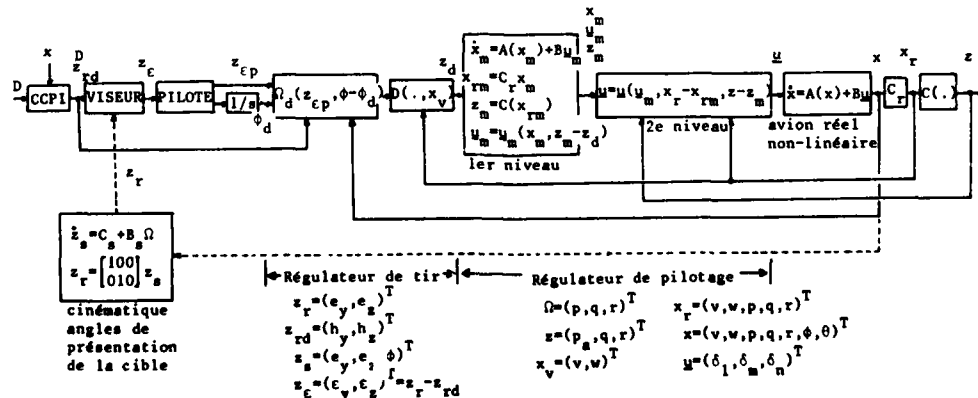 x
D
D
z_rd
CCPI
VISEUR
z_ε
PILOTE
z_εp
1/s
φ_d
Ω_d(z_εp,φ-φ_d)
D(.,x_v)
z_d
ẋ_m=A(x_m)+Bu_m
x_rm=C_r x_m
z_m=C(x_rm)
u_m=u_m(x_m,z_m-z_d)
1er niveau
x_m
u_m
z_m
u=u(u_m,x_r-x_rm,z-z_m)
2e niveau
u
ẋ=A(x)+Bu
avion réel
non-linéaire
x
x_r
C_r
C(.)
z
z_r
ż_s=C_s+B_sΩ
z_r=[100
010]z_s
cinématique
angles de
présentation
de la cible
Régulateur de tir
z_r=(e_y,e_z)^T
z_rd=(h_y,h_z)^T
z_s=(e_y,e_z φ)^T
z_ε=(ε_y,ε_z)^T=z_r-z_rd
Régulateur de pilotage
Ω=(p,q,r)^T
z=(p_a,q,r)^T
x_v=(v,w)^T
x_r=(v,w,p,q,r)^T
x=(v,w,p,q,r,φ,θ)^T
u=(δ_l,δ_m,δ_n)^T